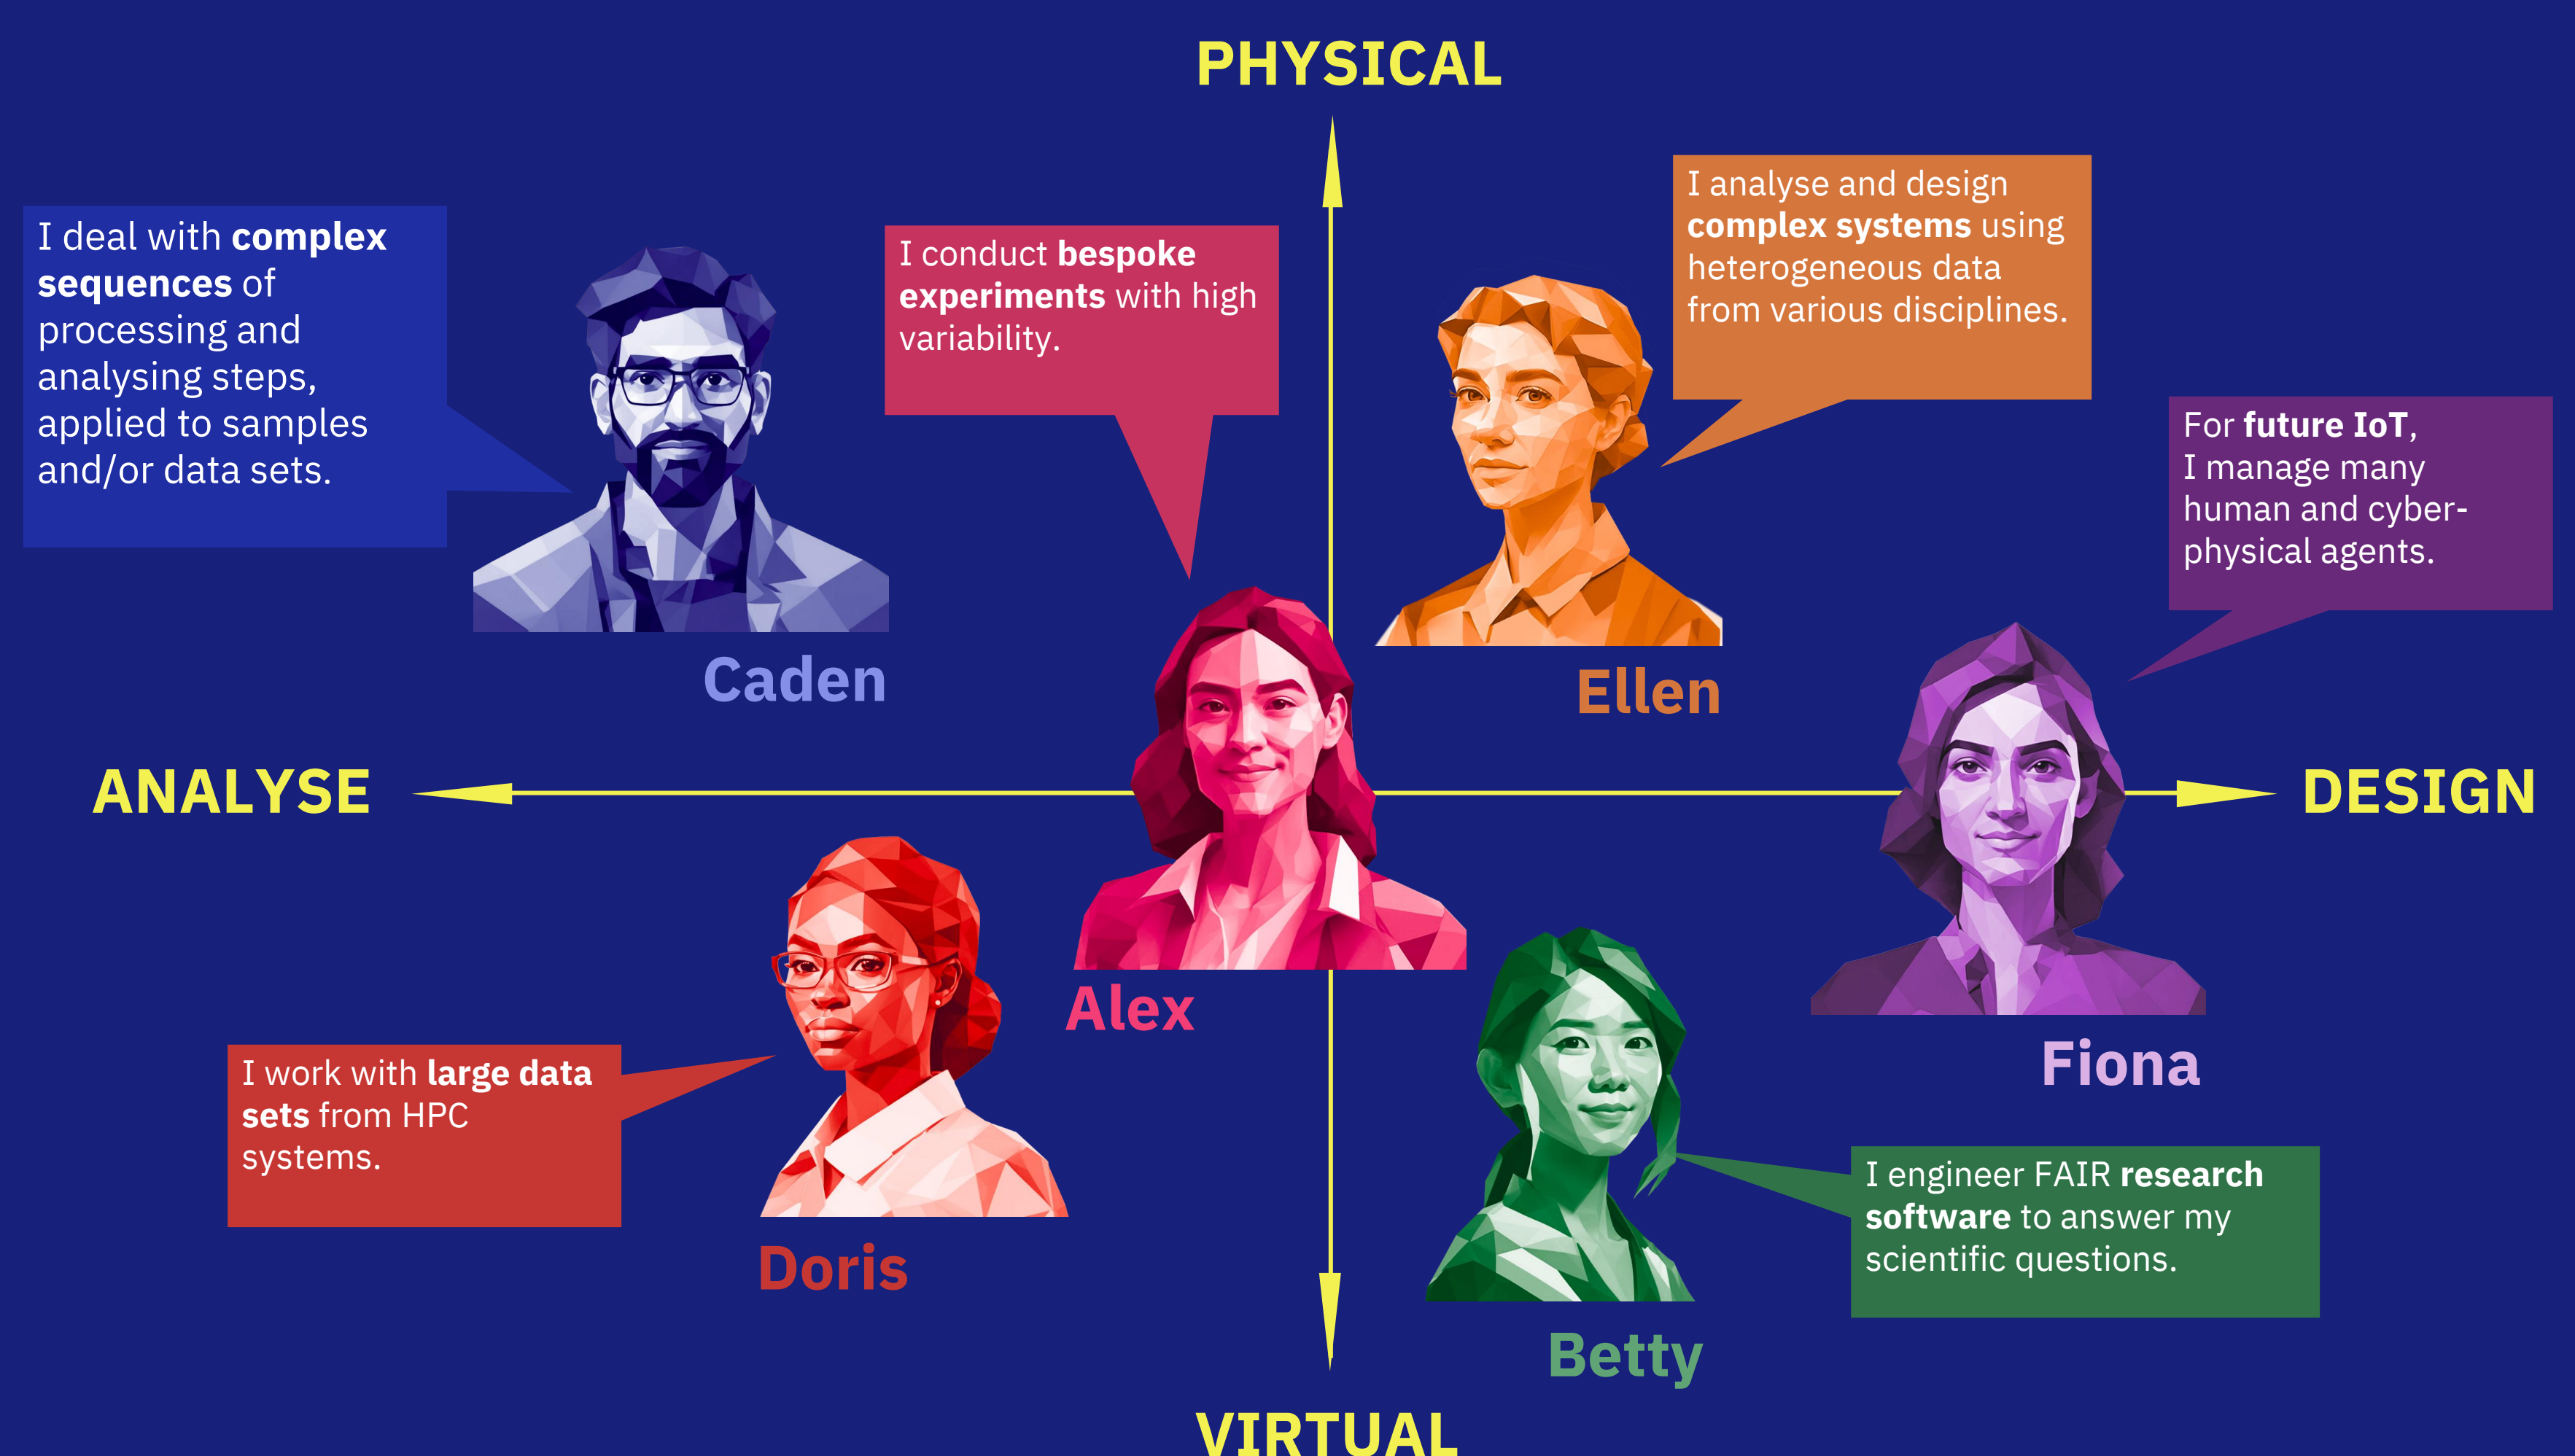 PHYSICAL
I deal with complex
sequences of
processing and
analysing steps,
applied to samples
and/or data sets.
Caden
I conduct bespoke
experiments with high
variability.
I analyse and design
complex systems using
heterogeneous data
from various disciplines.
Ellen
For future IoT,
I manage many
human and cyber-
physical agents.
ANALYSE
DESIGN
Alex
Fiona
I work with large data
sets from HPC
systems.
Doris
I engineer FAIR research
software to answer my
scientific questions.
Betty
VIRTUAL